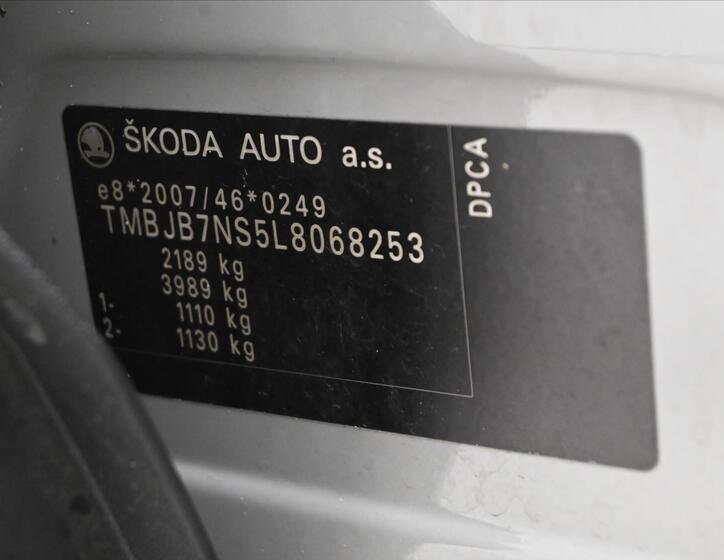 ŠKODA AUTO a.s.
e8*2007/46*0249
TMBJB7NS5L8068253
2189 kg
3989 kg
1- 1110 kg
2- 1130 kg
DPCA